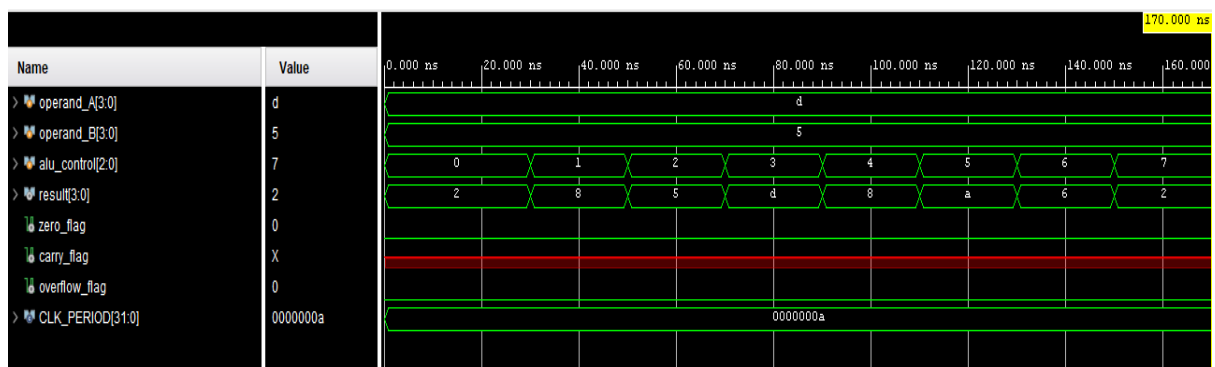 170.000 ns
Name Value 0.000 ns 20.000 ns 40.000 ns 60.000 ns 80.000 ns 100.000 ns 120.000 ns 140.000 ns 160.000
operand_A[3:0] d d
operand_B[3:0] 5 5
alu_control[2:0] 7 0 1 2 3 4 5 6 7
result[3:0] 2 2 8 5 d 8 a 6 2
zero_flag 0
carry_flag X
overflow_flag 0
CLK_PERIOD[31:0] 0000000a 0000000a